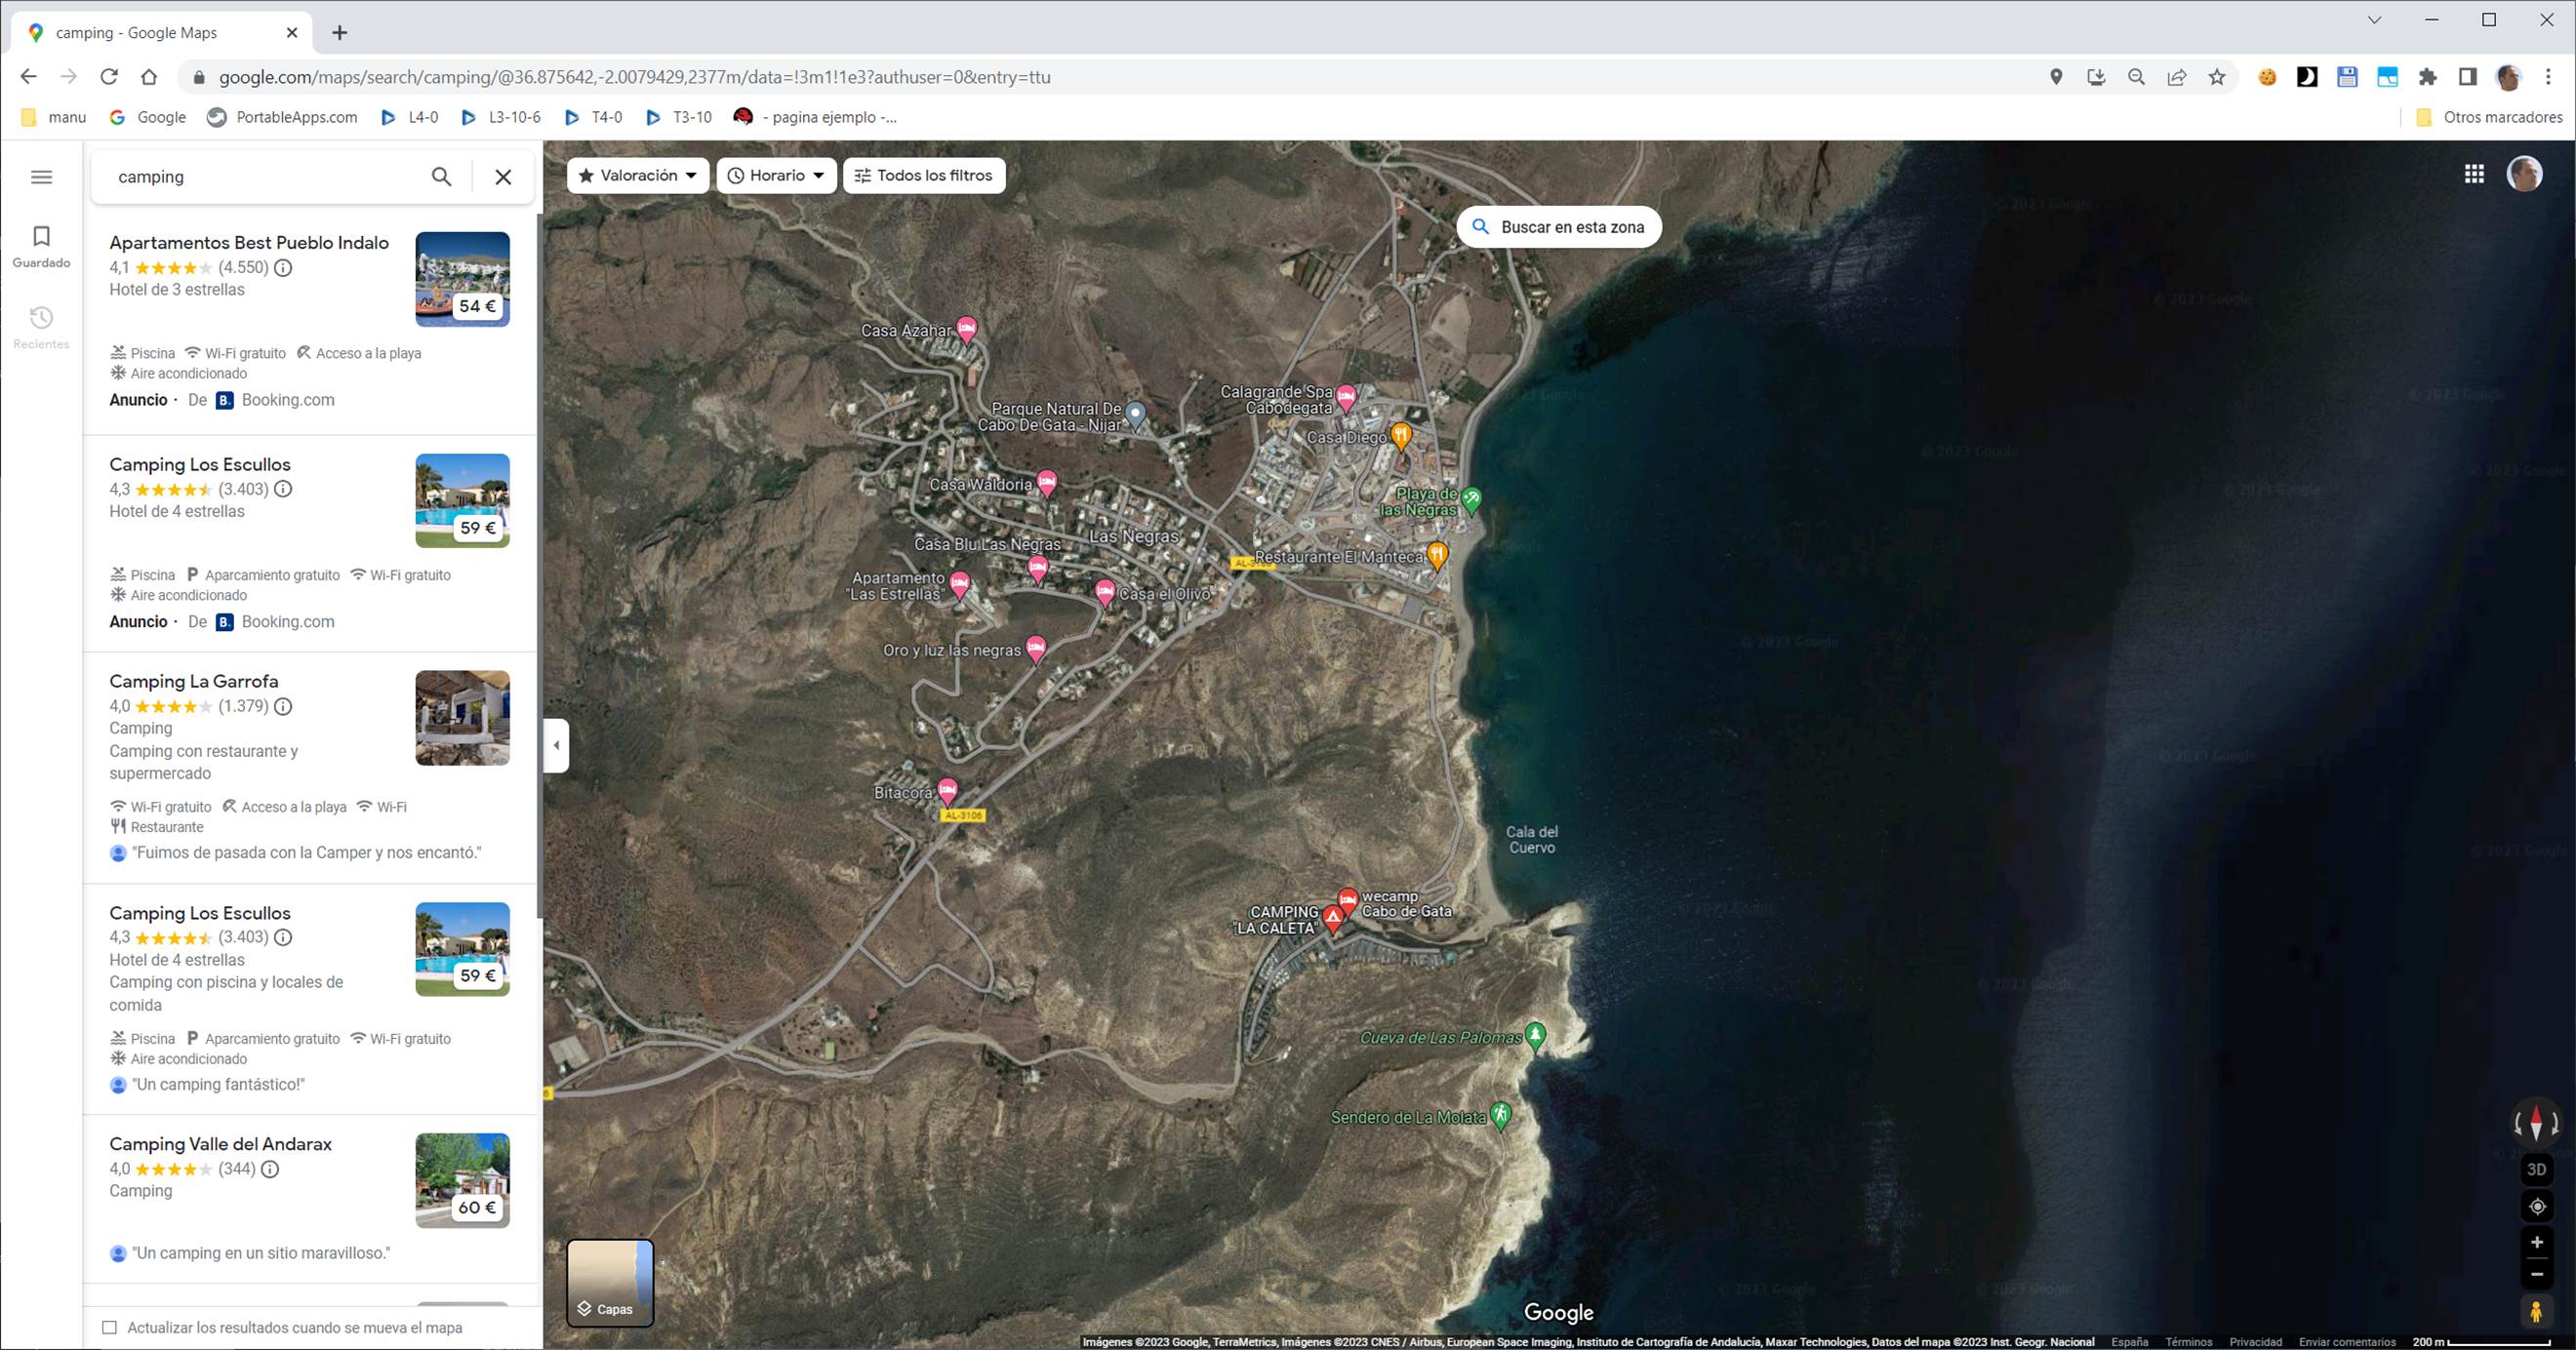 camping - Google Maps
google.com/maps/search/camping/@36.875642,-2.0079429,2377m/data=!3m1!1e3?authuser=0&entry=ttu
manu
Google
PortableApps.com
L4-0
L3-10-6
T4-0
T3-10
- pagina ejemplo -...
Otros marcadores
camping
Valoración
Horario
Todos los filtros
Buscar en esta zona
Guardado
Recientes
Apartamentos Best Pueblo Indalo
4,1 (4.550)
Hotel de 3 estrellas
54 €
Piscina Wi-Fi gratuito Acceso a la playa
Aire acondicionado
Anuncio · De B. Booking.com
Camping Los Escullos
4,3 (3.403)
Hotel de 4 estrellas
59 €
Piscina P Aparcamiento gratuito Wi-Fi gratuito
Aire acondicionado
Anuncio · De B. Booking.com
Camping La Garrofa
4,0 (1.379)
Camping
Camping con restaurante y
supermercado
Wi-Fi gratuito Acceso a la playa Wi-Fi
Restaurante
"Fuimos de pasada con la Camper y nos encantó."
Camping Los Escullos
4,3 (3.403)
Hotel de 4 estrellas
59 €
Camping con piscina y locales de
comida
Piscina P Aparcamiento gratuito Wi-Fi gratuito
Aire acondicionado
"Un camping fantástico!"
Camping Valle del Andarax
4,0 (344)
Camping
60 €
"Un camping en un sitio maravilloso."
Actualizar los resultados cuando se mueva el mapa
Casa Azahar
Parque Natural De
Cabo De Gata - Nijar
Calagrande Spa
Cabodegata
Casa Diego
Casa Waldoria
Playa de
las Negras
Las Negras
Casa Blu Las Negras
Restaurante El Manteca
Apartamento
"Las Estrellas"
Casa el Olivo
Oro y luz las negras
Bitacora
AL-3106
Cala del
Cuervo
wecamp
Cabo de Gata
CAMPING
"LA CALETA"
Cueva de Las Palomas
Sendero de La Molata
3D
Capas
Google
Imágenes ©2023 Google, TerraMetrics, Imágenes ©2023 CNES / Airbus, European Space Imaging, Instituto de Cartografía de Andalucía, Maxar Technologies, Datos del mapa ©2023 Inst. Geogr. Nacional España Términos Privacidad Enviar comentarios 200 m